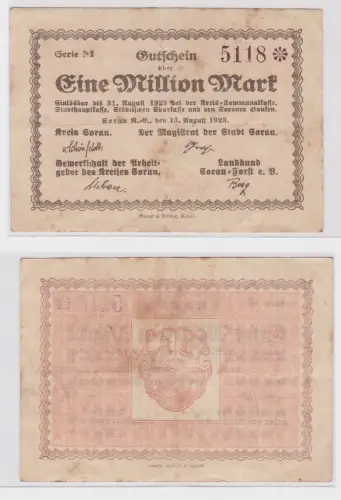 Serie M Gutschein 5118 ※
über
Eine Million Mark
Einlösbar bis 31. August 1923 bei der Kreis-Kommunalkasse,
Stadthauptkasse, Städtischen Sparkasse und den Sorauer Banken.
Sorau N.-L., den 13. August 1923.
Kreis Sorau. Der Magistrat der Stadt Sorau.
Gewerkschaft der Arbeit- Landbund
geber des Kreises Sorau. Sorau-Forst e. V.